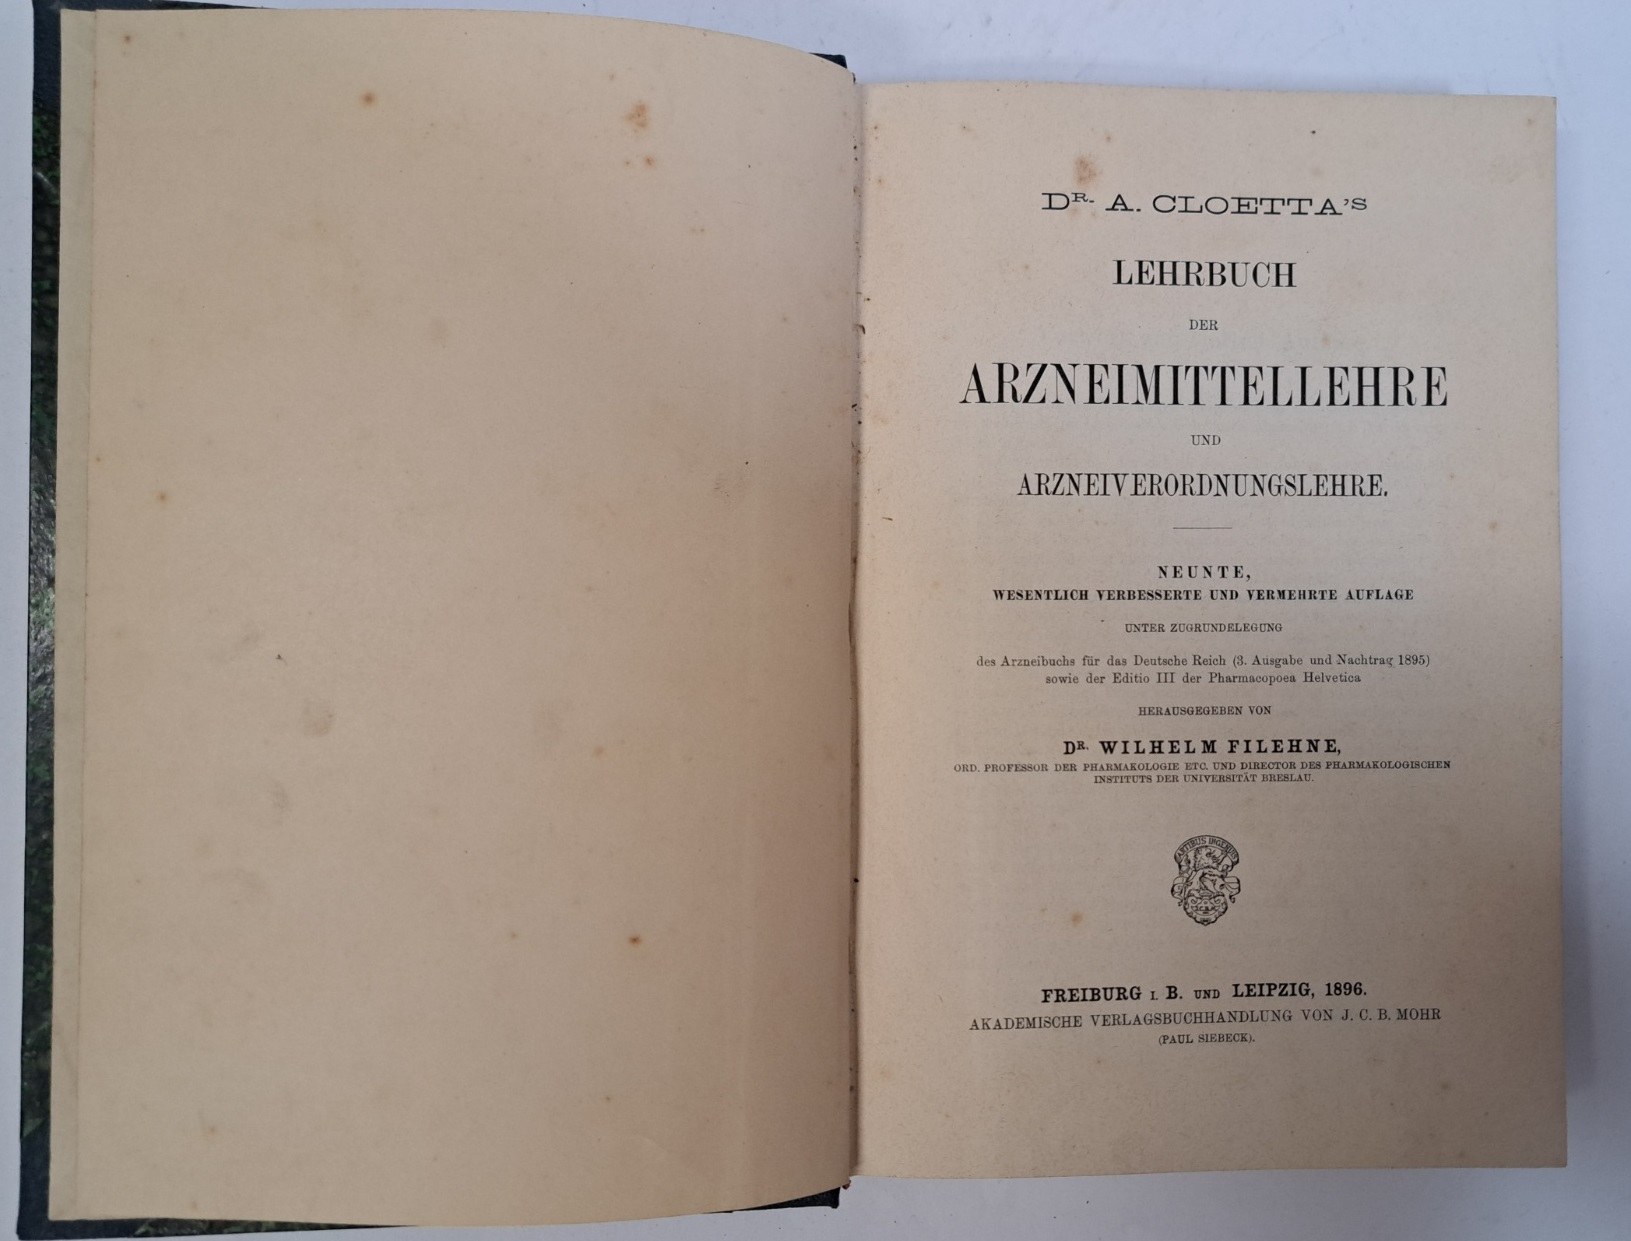 DR. A. CLOETTA'S
LEHRBUCH
DER
ARZNEIMITTELLEHRE
UND
ARZNEIVERORDNUNGSLEHRE.
NEUNTE,
WESENTLICH VERBESSERTE UND VERMEHRTE AUFLAGE
UNTER ZUGRUNDELEGUNG
des Arzneibuchs für das Deutsche Reich (3. Ausgabe und Nachtrag 1895)
sowie der Editio III der Pharmacopoea Helvetica
HERAUSGEGEBEN VON
DR. WILHELM FILEHNE,
ORD. PROFESSOR DER PHARMAKOLOGIE ETC. UND DIRECTOR DES PHARMAKOLOGISCHEN
INSTITUTS DER UNIVERSITÄT BRESLAU.
ARTIBUS INGENUIS
FREIBURG I. B. UND LEIPZIG, 1896.
AKADEMISCHE VERLAGSBUCHHANDLUNG VON J. C. B. MOHR
(PAUL SIEBECK).